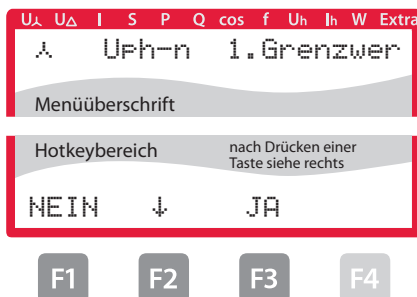 U⅄ U△ I S P Q cos f Uh Ih W Extra
⅄ Uph-n 1.Grenzwer
Menüüberschrift
Hotkeybereich
nach Drücken einer
Taste siehe rechts
NEIN ↓ JA
F1 F2 F3 F4